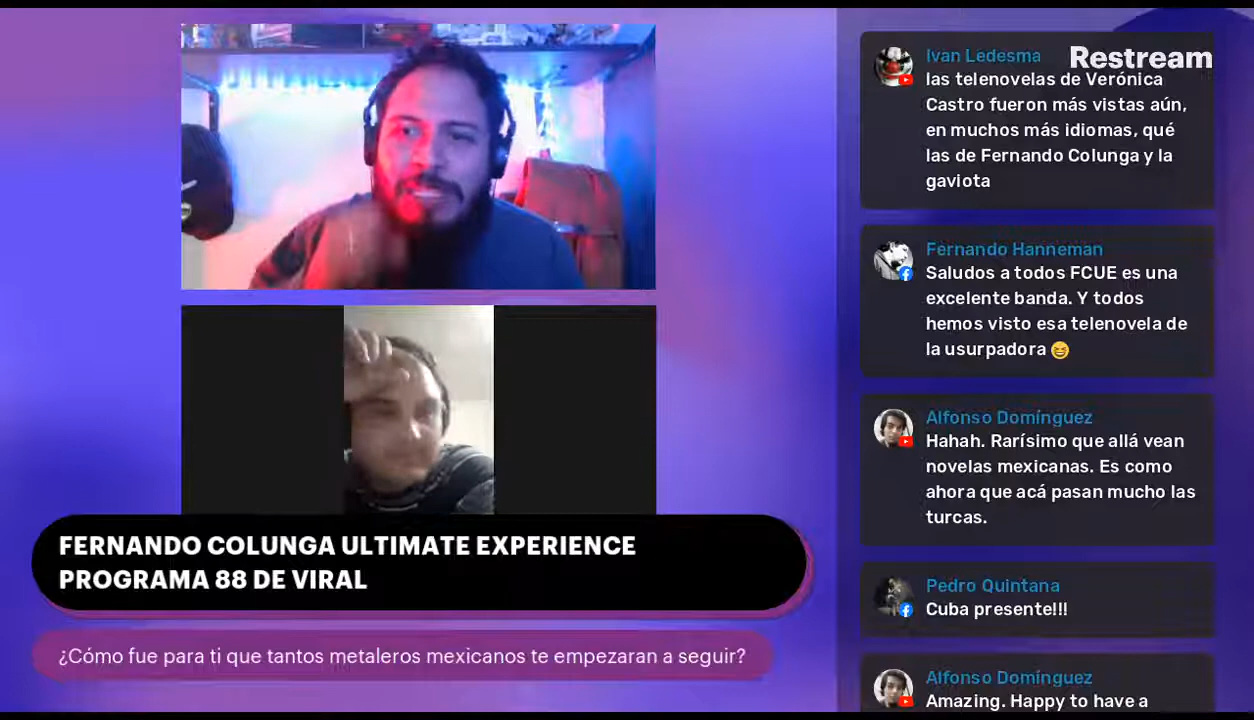 FERNANDO COLUNGA ULTIMATE EXPERIENCE
PROGRAMA 88 DE VIRAL
¿Cómo fue para ti que tantos metaleros mexicanos te empezaran a seguir?
Restream
Ivan Ledesma
las telenovelas de Verónica
Castro fueron más vistas aún,
en muchos más idiomas, qué
las de Fernando Colunga y la
gaviota
Fernando Hanneman
Saludos a todos FCUE es una
excelente banda. Y todos
hemos visto esa telenovela de
la usurpadora 😆
Alfonso Domínguez
Hahah. Rarísimo que allá vean
novelas mexicanas. Es como
ahora que acá pasan mucho las
turcas.
Pedro Quintana
Cuba presente!!!
Alfonso Domínguez
Amazing. Happy to have a